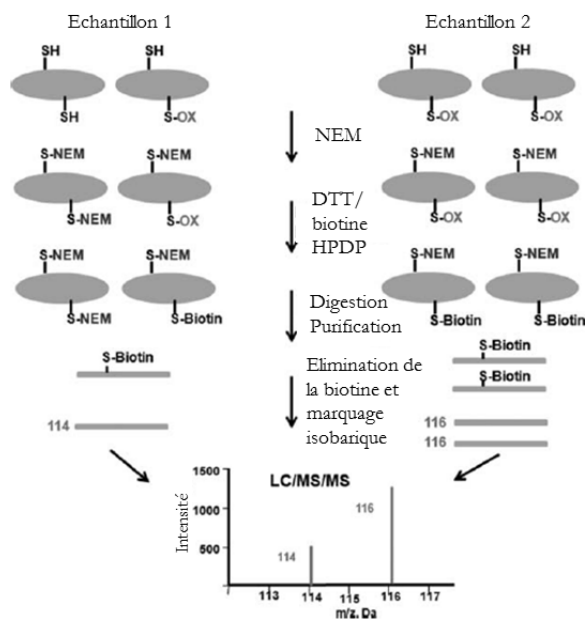 Echantillon 1
Echantillon 2
SH
SH
SH
SH
SH
S-OX
S-OX
S-OX
NEM
S-NEM
S-NEM
S-NEM
S-NEM
S-NEM
S-OX
S-OX
S-OX
DTT/
biotine
HPDP
S-NEM
S-NEM
S-NEM
S-NEM
S-NEM
S-Biotin
S-Biotin
S-Biotin
Digestion
Purification
S-Biotin
S-Biotin
S-Biotin
Elimination de
la biotine et
marquage
isobarique
114
116
116
LC/MS/MS
Intensité
1500
1000
500
114
116
113
114
115
116
117
m/z. Da